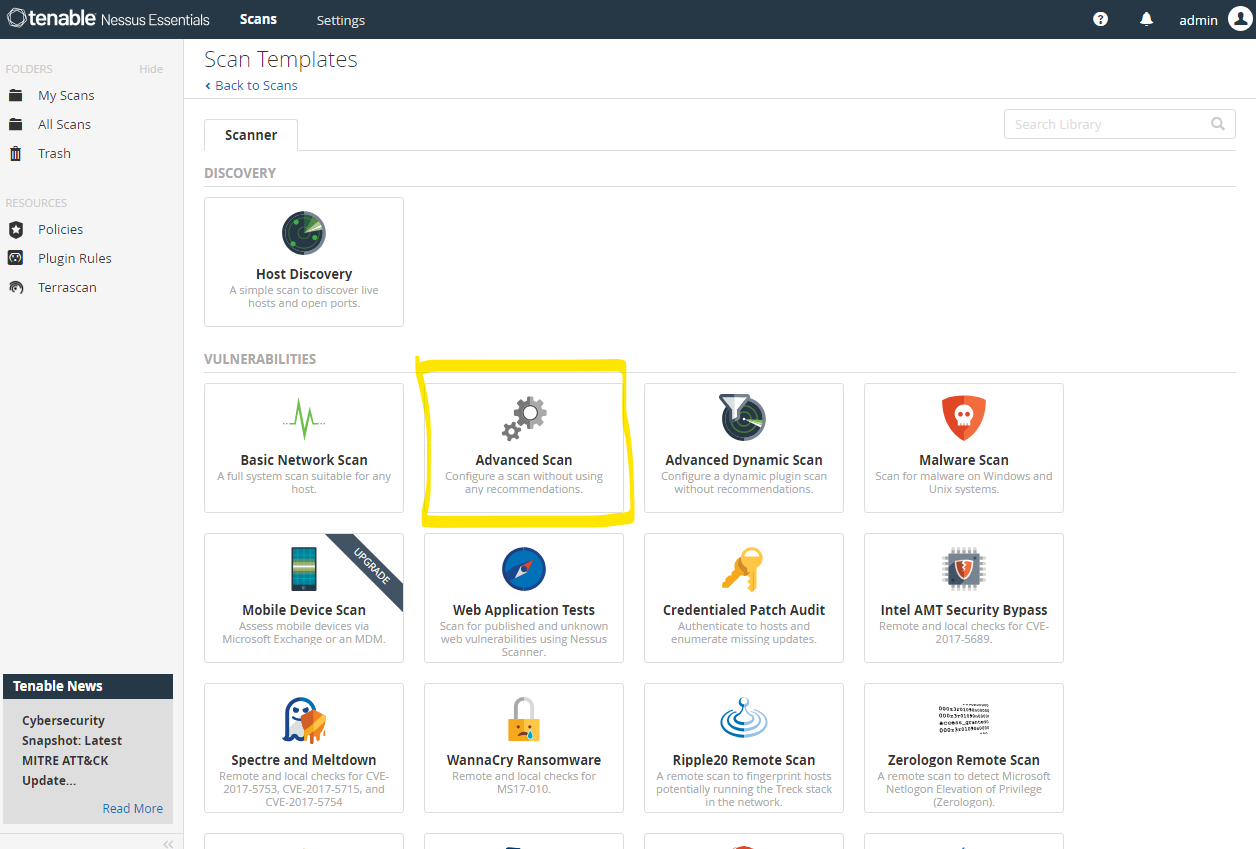 tenable Nessus Essentials Scans Settings ? admin
FOLDERS Hide
My Scans
All Scans
Trash
RESOURCES
Policies
Plugin Rules
Terrascan
Tenable News
Cybersecurity
Snapshot: Latest
MITRE ATT&CK
Update...
Read More
Scan Templates
‹ Back to Scans
Scanner
Search Library
DISCOVERY
Host Discovery
A simple scan to discover live
hosts and open ports.
VULNERABILITIES
Basic Network Scan
A full system scan suitable for any
host.
Advanced Scan
Configure a scan without using
any recommendations.
Advanced Dynamic Scan
Configure a dynamic plugin scan
without recommendations.
Malware Scan
Scan for malware on Windows and
Unix systems.
UPGRADE
Mobile Device Scan
Assess mobile devices via
Microsoft Exchange or an MDM.
Web Application Tests
Scan for published and unknown
web vulnerabilities using Nessus
Scanner.
Credentialed Patch Audit
Authenticate to hosts and
enumerate missing updates.
Intel AMT Security Bypass
Remote and local checks for CVE-
2017-5689.
Spectre and Meltdown
Remote and local checks for CVE-
2017-5753, CVE-2017-5715, and
CVE-2017-5754
WannaCry Ransomware
Remote and local checks for
MS17-010.
Ripple20 Remote Scan
A remote scan to fingerprint hosts
potentially running the Treck stack
in the network.
Zerologon Remote Scan
A remote scan to detect Microsoft
Netlogon Elevation of Privilege
(Zerologon).